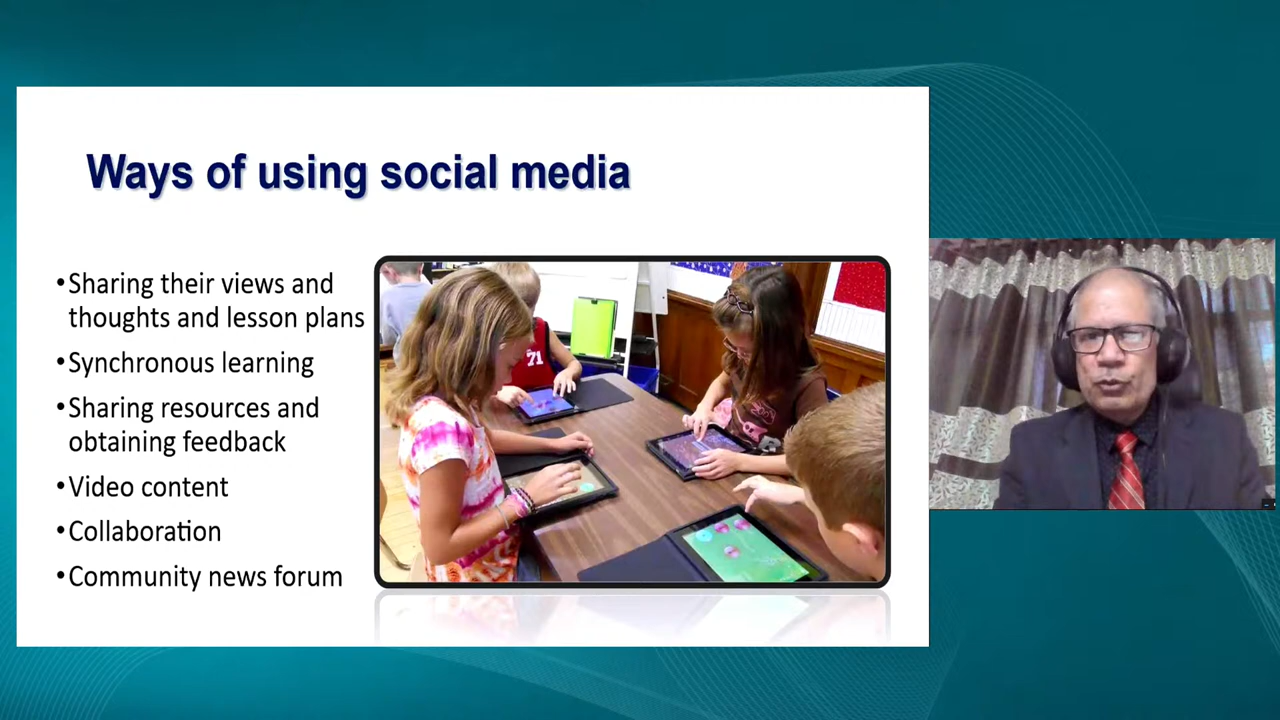 Ways of using social media
•Sharing their views and
thoughts and lesson plans
•Synchronous learning
•Sharing resources and
obtaining feedback
•Video content
•Collaboration
•Community news forum
71